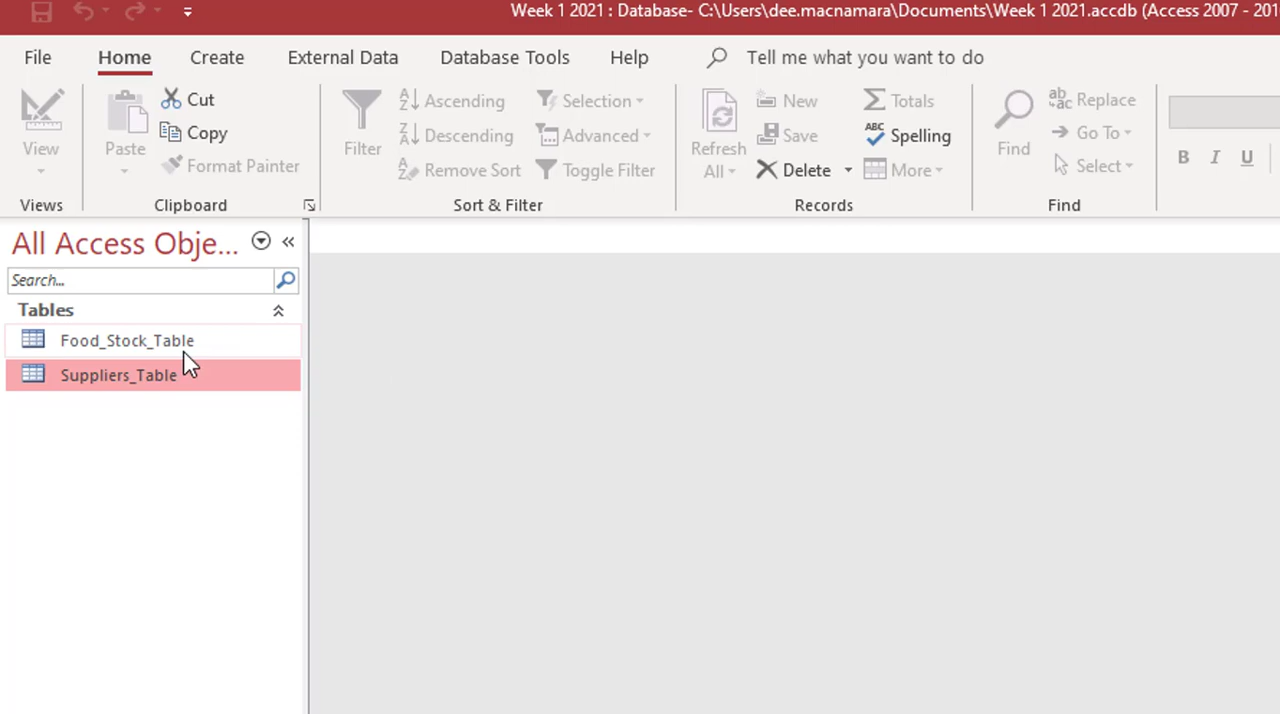 Week 1 2021 : Database- C:\Users\dee.macnamara\Documents\Week 1 2021.accdb (Access 2007 - 201
File Home Create External Data Database Tools Help Tell me what you want to do
View
Views
Paste
Cut
Copy
Format Painter
Clipboard
Filter
Ascending
Descending
Remove Sort
Selection
Advanced
Toggle Filter
Sort & Filter
Refresh
All
New
Save
Delete
Totals
Spelling
More
Records
Find
Replace
Go To
Select
Find
B I U
All Access Obje...
Search...
Tables
Food_Stock_Table
Suppliers_Table